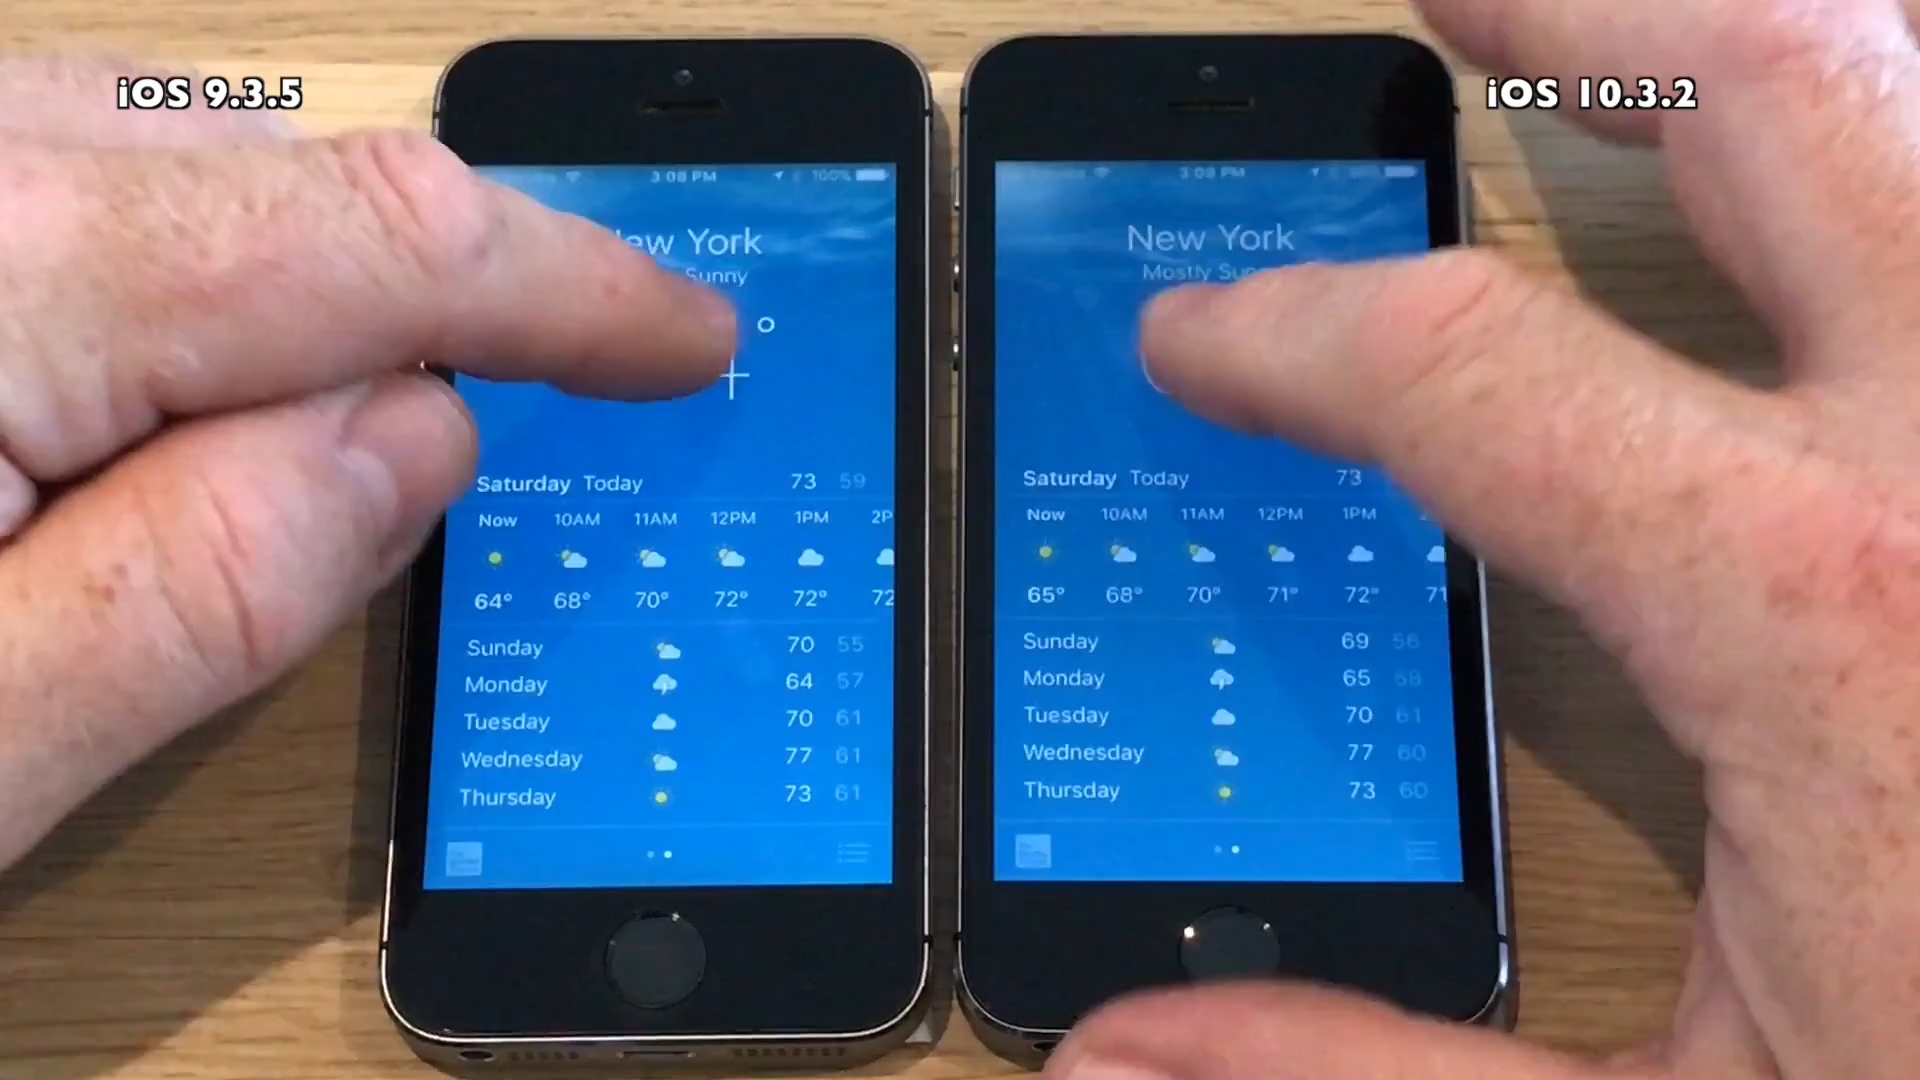 iOS 9.3.5
3:08 PM 100%
York
Sunny
°
Saturday Today 73 59
Now 10AM 11AM 12PM 1PM 2P
64° 68° 70° 72° 72° 72
Sunday 70 55
Monday 64 57
Tuesday 70 61
Wednesday 77 61
Thursday 73 61
iOS 10.3.2
3:08 PM
New York
Mostly
Saturday Today 73
Now 10AM 11AM 12PM 1PM
65° 68° 70° 71° 72° 71
Sunday 69 56
Monday 65 58
Tuesday 70 61
Wednesday 77 60
Thursday 73 60